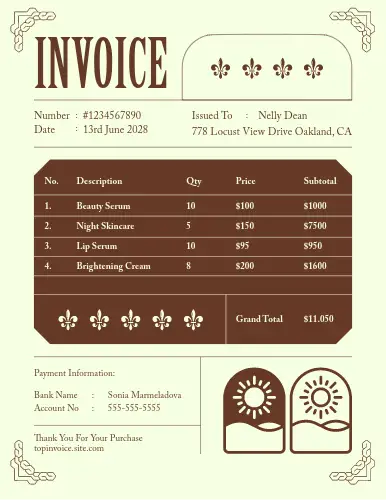 INVOICE
Number : #1234567890
Date : 13rd June 2028
Issued To : Nelly Dean
778 Locust View Drive Oakland, CA
No. Description Qty Price Subtotal
1. Beauty Serum 10 $100 $1000
2. Night Skincare 5 $150 $7500
3. Lip Serum 10 $95 $950
4. Brightening Cream 8 $200 $1600
Grand Total $11.050
Payment Information:
Bank Name : Sonia Marmeladova
Account No : 555-555-5555
Thank You For Your Purchase
topinvoice.site.com